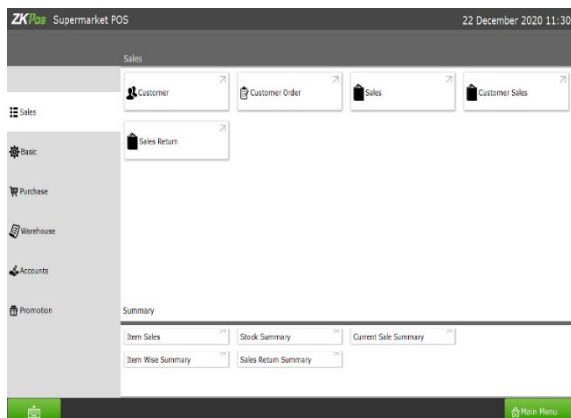 ZKPos Supermarket POS 22 December 2020 11:30
Sales
Customer Customer Order Sales Customer Sales
Sales
Sales Return
Basic
Purchase
Warehouse
Accounts
Promotion Summary
Item Sales Stock Summary Current Sale Summary
Item Wise Summary Sales Return Summary
Main Menu